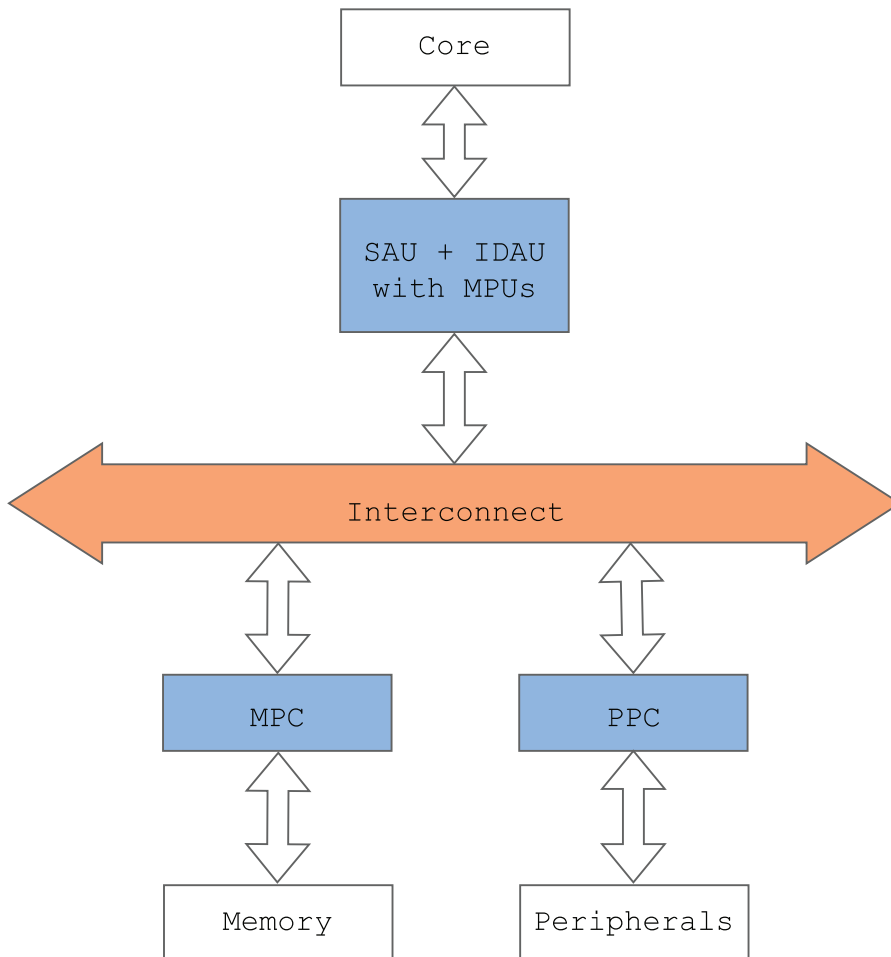 Core
SAU + IDAU
with MPUs
Interconnect
MPC
PPC
Memory
Peripherals